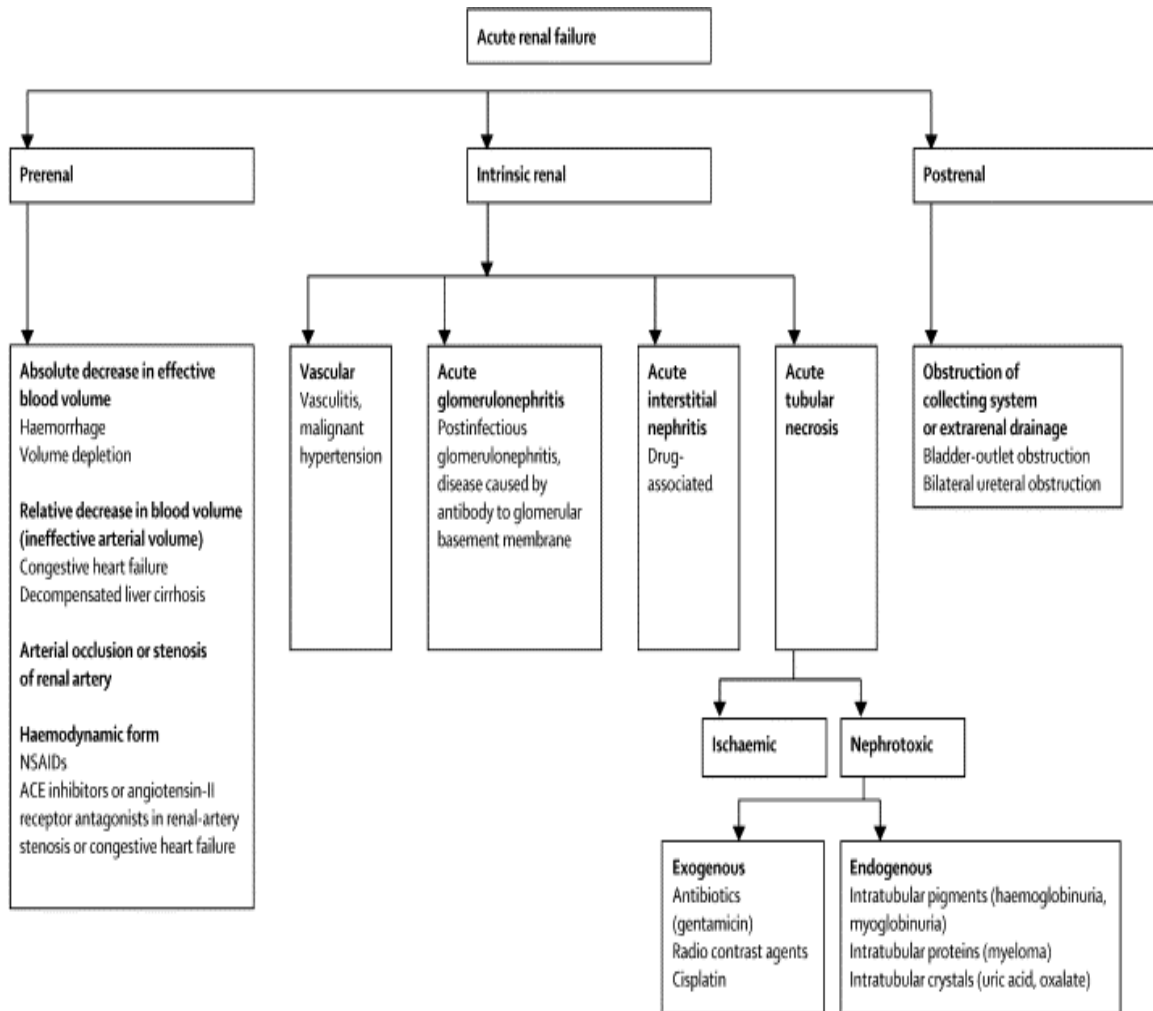 Acute renal failure
Prerenal
Intrinsic renal
Postrenal
Absolute decrease in effective
blood volume
Haemorrhage
Volume depletion
Relative decrease in blood volume
(ineffective arterial volume)
Congestive heart failure
Decompensated liver cirrhosis
Arterial occlusion or stenosis
of renal artery
Haemodynamic form
NSAIDs
ACE inhibitors or angiotensin-II
receptor antagonists in renal-artery
stenosis or congestive heart failure
Vascular
Vasculitis,
malignant
hypertension
Acute
glomerulonephritis
Postinfectious
glomerulonephritis,
disease caused by
antibody to glomerular
basement membrane
Acute
interstitial
nephritis
Drug-
associated
Acute
tubular
necrosis
Obstruction of
collecting system
or extrarenal drainage
Bladder-outlet obstruction
Bilateral ureteral obstruction
Ischaemic
Nephrotoxic
Exogenous
Antibiotics
(gentamicin)
Radio contrast agents
Cisplatin
Endogenous
Intratubular pigments (haemoglobinuria,
myoglobinuria)
Intratubular proteins (myeloma)
Intratubular crystals (uric acid, oxalate)